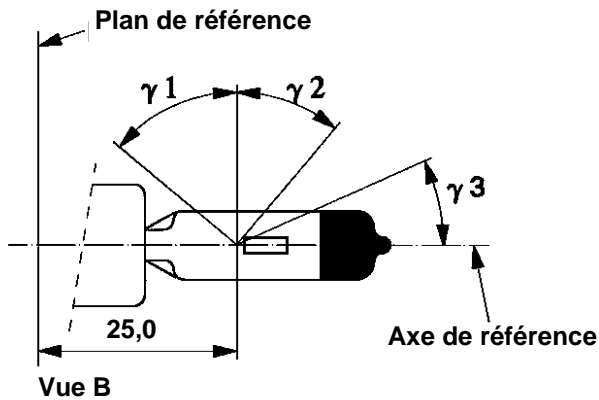 Plan de référence
γ 1
γ 2
γ 3
25,0
Axe de référence
Vue B